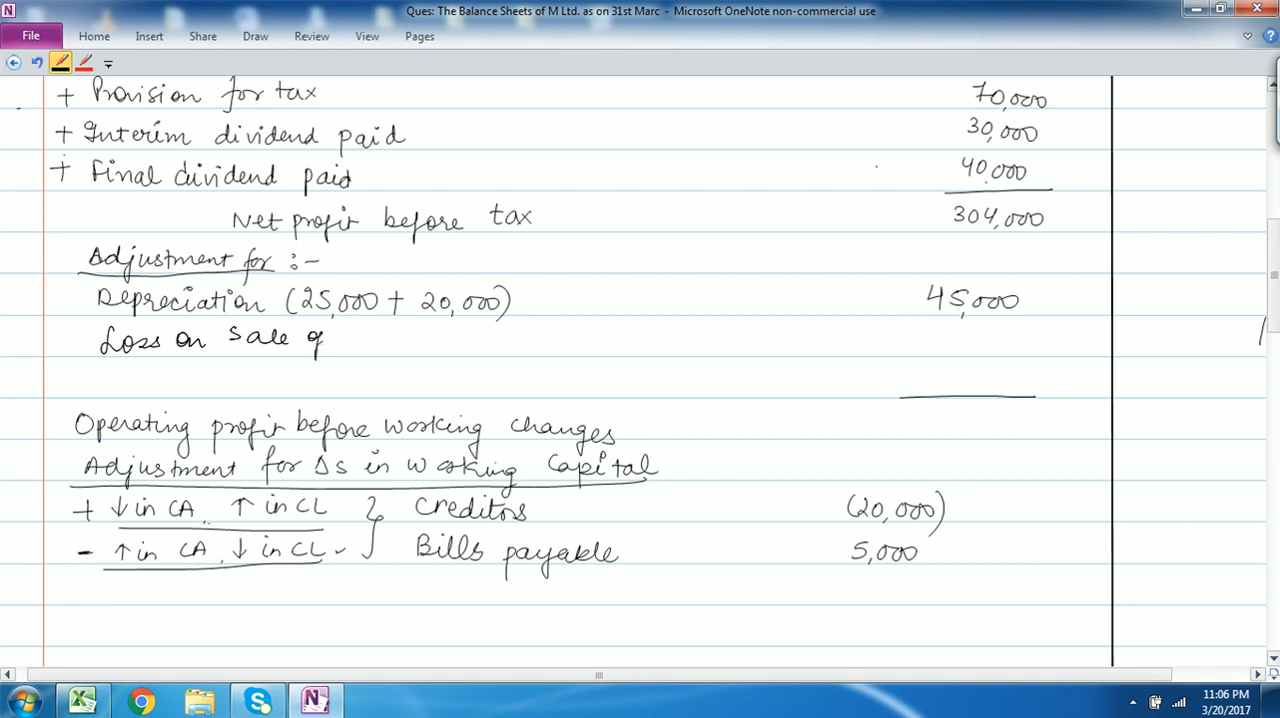 Ques: The Balance Sheets of M Ltd. as on 31st Marc - Microsoft OneNote non-commercial use
File Home Insert Share Draw Review View Pages
+ Provision for tax 70,000
+ Interim dividend paid 30,000
+ Final dividend paid 40,000
Net profit before tax 304,000
Adjustment for :-
Depreciation (25,000 + 20,000) 45,000
Loss on Sale of
Operating profit before working changes
Adjustment for Δs in working Capital
+ ↓ in CA, ↑ in CL } Creditors (20,000)
- ↑ in CA, ↓ in CL Bills payable 5,000
11:06 PM
3/20/2017